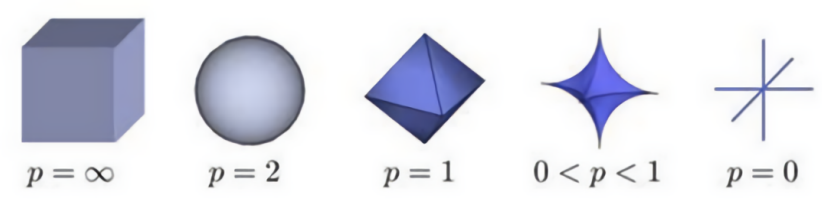 p = ∞ p = 2 p = 1 0 < p < 1 p = 0